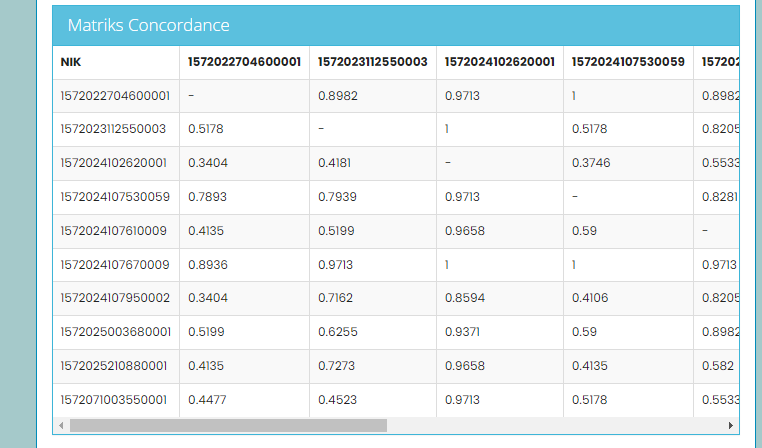 Matriks Concordance
NIK 1572022704600001 1572023112550003 1572024102620001 1572024107530059
1572022704600001 - 0.8982 0.9713 1 0.8982
1572023112550003 0.5178 - 1 0.5178 0.8205
1572024102620001 0.3404 0.4181 - 0.3746 0.5533
1572024107530059 0.7893 0.7939 0.9713 - 0.8281
1572024107610009 0.4135 0.5199 0.9658 0.59 -
1572024107670009 0.8936 0.9713 1 1 0.9713
1572024107950002 0.3404 0.7162 0.8594 0.4106 0.8205
1572025003680001 0.5199 0.6255 0.9371 0.59 0.8982
1572025210880001 0.4135 0.7273 0.9658 0.4135 0.582
1572071003550001 0.4477 0.4523 0.9713 0.5178 0.5533